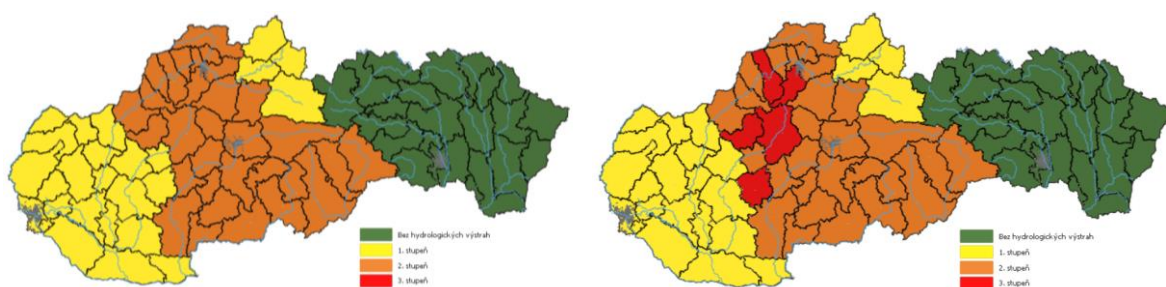 Bez hydrologických výstrah
1. stupeň
2. stupeň
3. stupeň
Bez hydrologických výstrah
1. stupeň
2. stupeň
3. stupeň